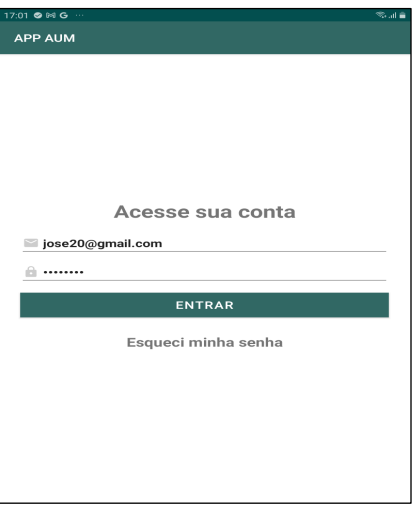 17:01
APP AUM
Acesse sua conta
jose20@gmail.com
••••••••
ENTRAR
Esqueci minha senha